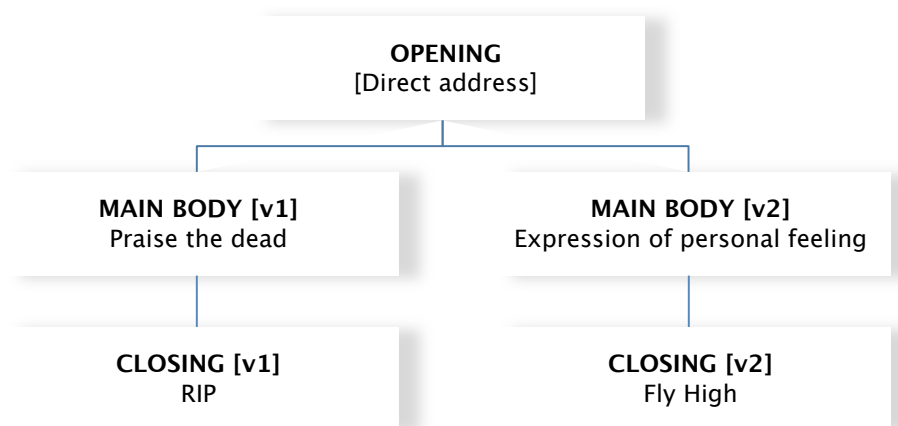 OPENING
[Direct address]
MAIN BODY [v1]
Praise the dead
MAIN BODY [v2]
Expression of personal feeling
CLOSING [v1]
RIP
CLOSING [v2]
Fly High